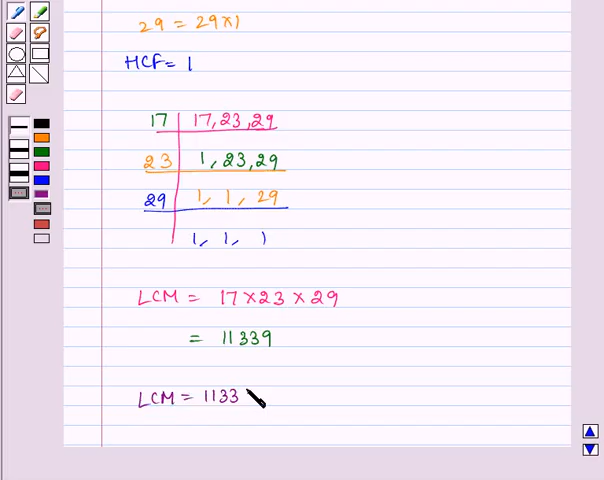 29 = 29×1
HCF = 1
17 | 17, 23, 29
23 | 1, 23, 29
29 | 1, 1, 29
1, 1, 1
LCM = 17 × 23 × 29
= 11339
LCM = 1133